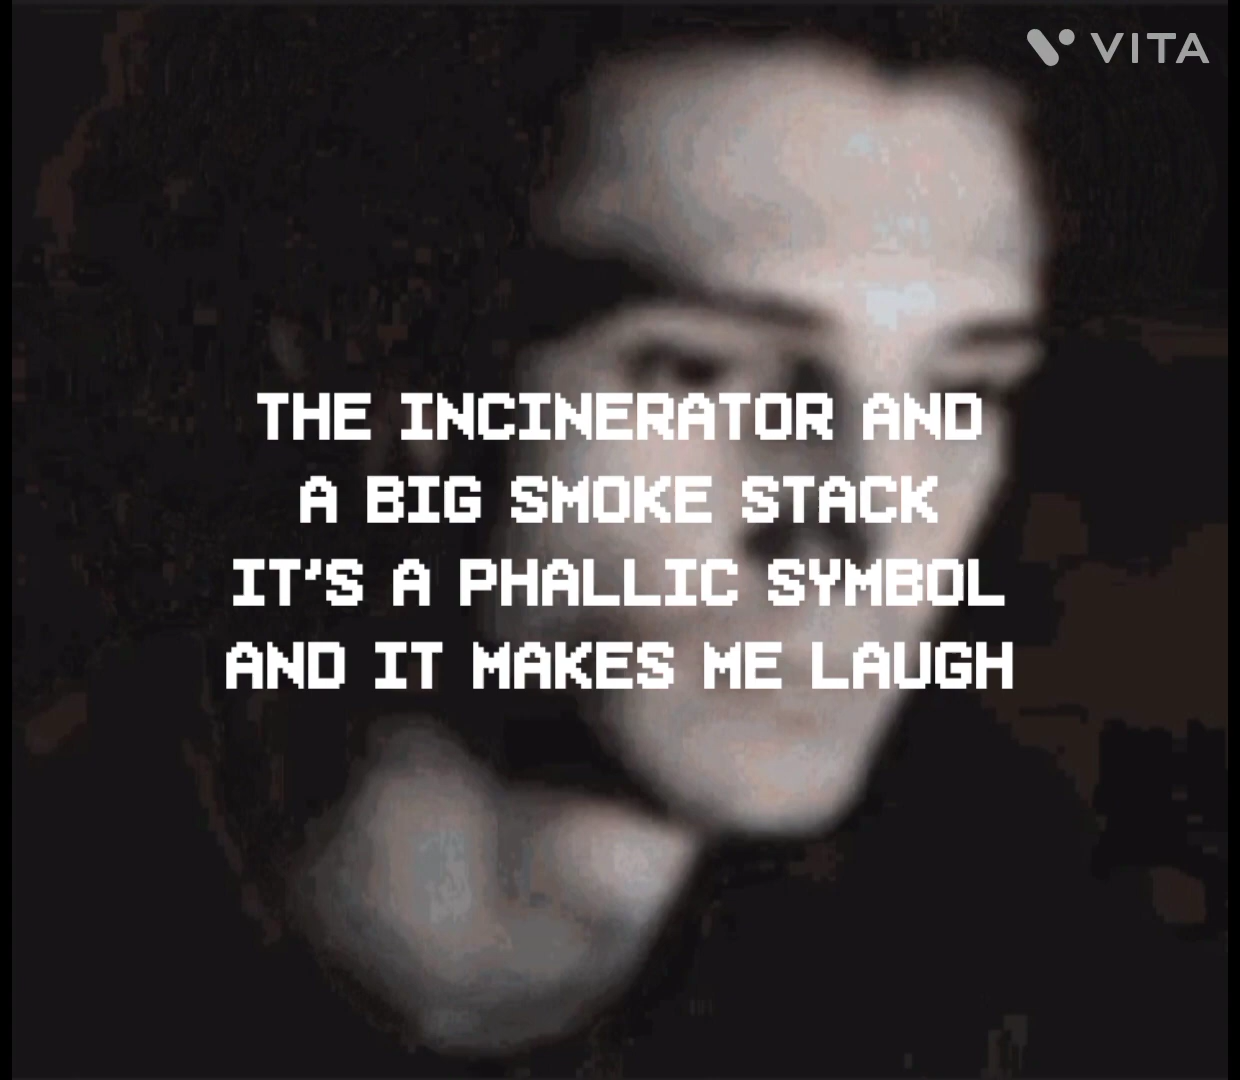 VITA
THE INCINERATOR AND
A BIG SMOKE STACK
IT'S A PHALLIC SYMBOL
AND IT MAKES ME LAUGH